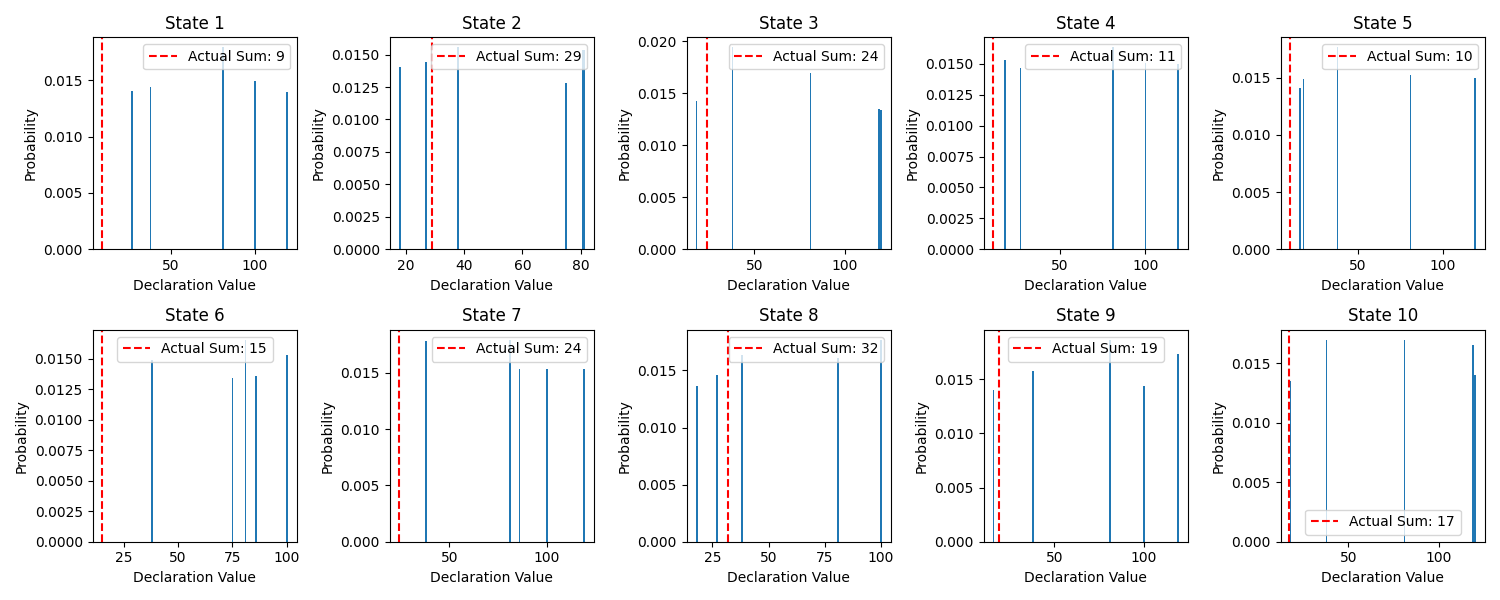 State 1
State 2
State 3
State 4
State 5
Actual Sum: 9
Actual Sum: 29
Actual Sum: 24
Actual Sum: 11
Actual Sum: 10
Probability
0.015
0.010
0.005
0.000
50
100
Declaration Value
Probability
0.0150
0.0125
0.0100
0.0075
0.0050
0.0025
0.000
20
40
60
80
Declaration Value
Probability
0.020
0.015
0.010
0.005
0.000
50
100
Declaration Value
Probability
0.0150
0.0125
0.0100
0.0075
0.0050
0.0025
0.0000
50
100
Declaration Value
Probability
0.015
0.010
0.005
0.000
50
100
Declaration Value
State 6
State 7
State 8
State 9
State 10
Actual Sum: 15
Actual Sum: 24
Actual Sum: 32
Actual Sum: 19
Actual Sum: 17
Probability
0.0150
0.0125
0.0100
0.0075
0.0050
0.0025
0.0000
25
50
75
100
Declaration Value
Probability
0.015
0.010
0.005
0.000
50
100
Declaration Value
Probability
0.015
0.010
0.005
0.000
25
50
75
100
Declaration Value
Probability
0.015
0.010
0.005
0.000
50
100
Declaration Value
Probability
0.015
0.010
0.005
0.000
50
100
Declaration Value